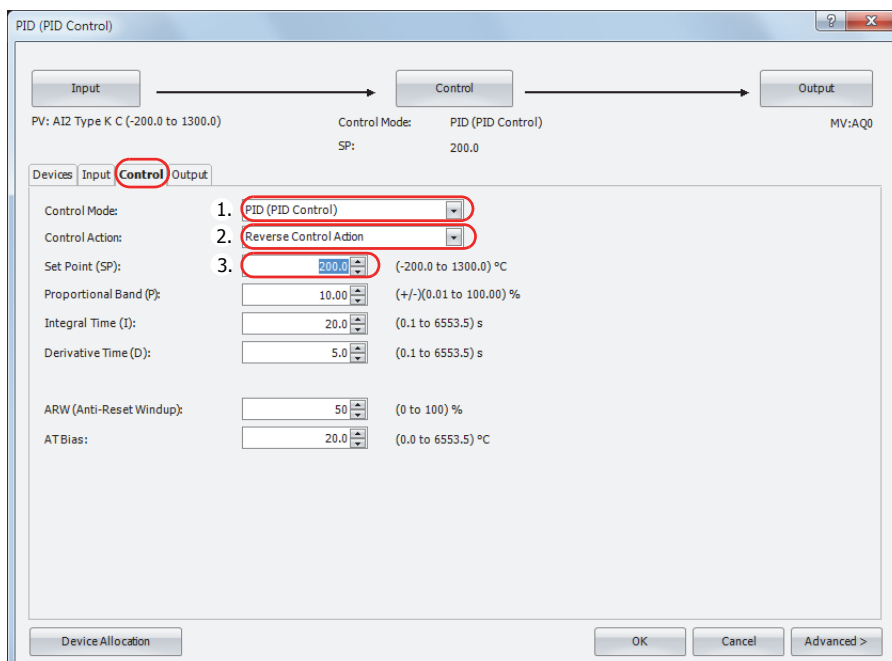 PID (PID Control)
Input
Control
Output
PV: AI2 Type K C (-200.0 to 1300.0)
Control Mode: PID (PID Control)
MV:AQ0
SP: 200.0
Devices Input Control Output
Control Mode: 1. PID (PID Control)
Control Action: 2. Reverse Control Action
Set Point (SP): 3. 200.0 (-200.0 to 1300.0) °C
Proportional Band (P): 10.00 (+/-)(0.01 to 100.00) %
Integral Time (I): 20.0 (0.1 to 6553.5) s
Derivative Time (D): 5.0 (0.1 to 6553.5) s
ARW (Anti-Reset Windup): 50 (0 to 100) %
AT Bias: 20.0 (0.0 to 6553.5) °C
Device Allocation OK Cancel Advanced >